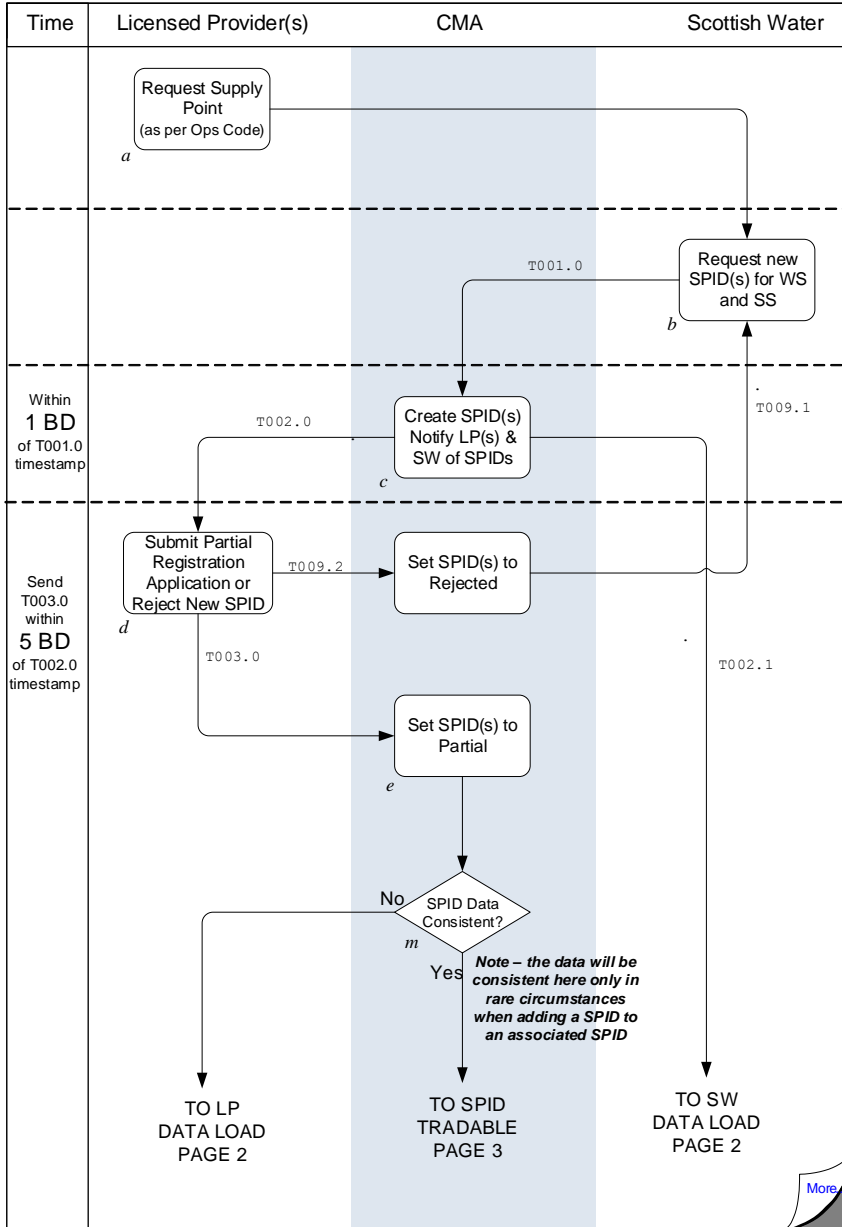 Time
Licensed Provider(s)
CMA
Scottish Water
Request Supply
Point
(as per Ops Code)
a
Request new
SPID(s) for WS
and SS
b
T001.0
Within
1 BD
of T001.0
timestamp
T002.0
Create SPID(s)
Notify LP(s) &
SW of SPIDs
c
T009.1
Send
T003.0
within
5 BD
of T002.0
timestamp
Submit Partial
Registration
Application or
Reject New SPID
d
T009.2
Set SPID(s) to
Rejected
T003.0
T002.1
Set SPID(s) to
Partial
e
No
SPID Data
Consistent?
m
Yes
Note – the data will be
consistent here only in
rare circumstances
when adding a SPID to
an associated SPID
TO LP
DATA LOAD
PAGE 2
TO SPID
TRADABLE
PAGE 3
TO SW
DATA LOAD
PAGE 2
More